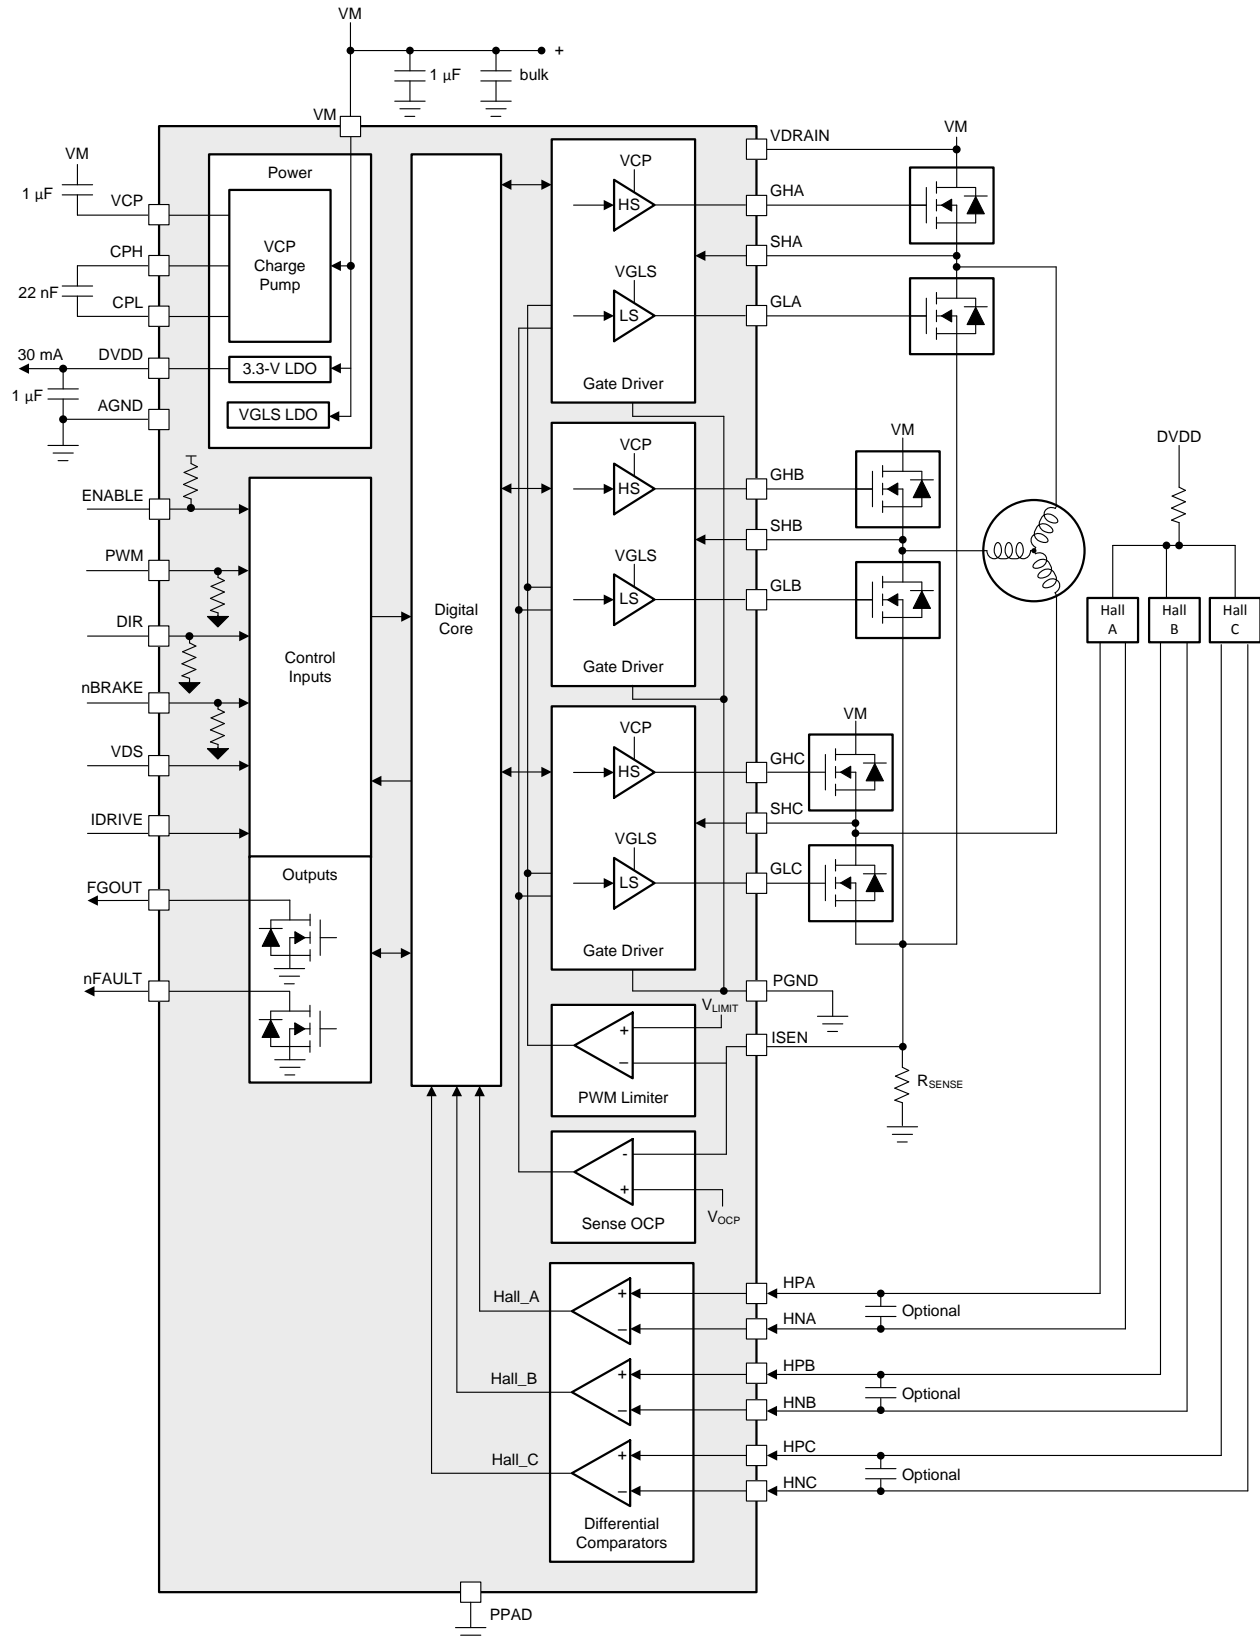 VM
+
1 µF
bulk
VM
VM
1 µF
VCP
CPH
22 nF
CPL
30 mA
DVDD
1 µF
AGND
Power
VCP
Charge
Pump
3.3-V LDO
VGLS LDO
ENABLE
PWM
DIR
nBRAKE
VDS
IDRIVE
FGOUT
nFAULT
Control
Inputs
Outputs
Digital
Core
VCP
HS
VGLS
LS
Gate Driver
VCP
HS
VGLS
LS
Gate Driver
VCP
HS
VGLS
LS
Gate Driver
VLIMIT
+
–
PWM Limiter
-
+
VOCP
Sense OCP
VDRAIN
VM
GHA
SHA
GLA
VM
GHB
SHB
GLB
VM
GHC
SHC
GLC
PGND
ISEN
RSENSE
DVDD
Hall
A
Hall
B
Hall
C
Hall_A
+
–
HPA
Optional
HNA
Hall_B
+
–
HPB
Optional
HNB
Hall_C
+
–
HPC
Optional
HNC
Differential
Comparators
PPAD